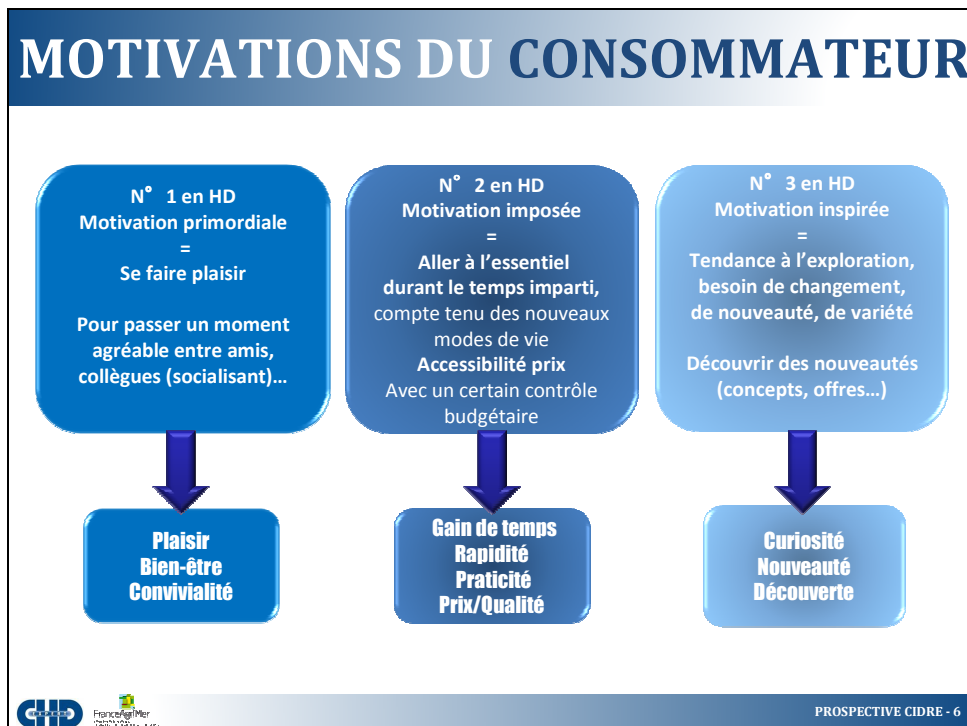 MOTIVATIONS DU CONSOMMATEUR
N° 1 en HD
Motivation primordiale
=
Se faire plaisir
Pour passer un moment
agréable entre amis,
collègues (socialisant)…
N° 2 en HD
Motivation imposée
=
Aller à l'essentiel
durant le temps imparti,
compte tenu des nouveaux
modes de vie
Accessibilité prix
Avec un certain contrôle
budgétaire
N° 3 en HD
Motivation inspirée
=
Tendance à l'exploration,
besoin de changement,
de nouveauté, de variété
Découvrir des nouveautés
(concepts, offres…)
Plaisir
Bien-être
Convivialité
Gain de temps
Rapidité
Praticité
Prix/Qualité
Curiosité
Nouveauté
Découverte
CHD
FranceAgriMer
PROSPECTIVE CIDRE - 6